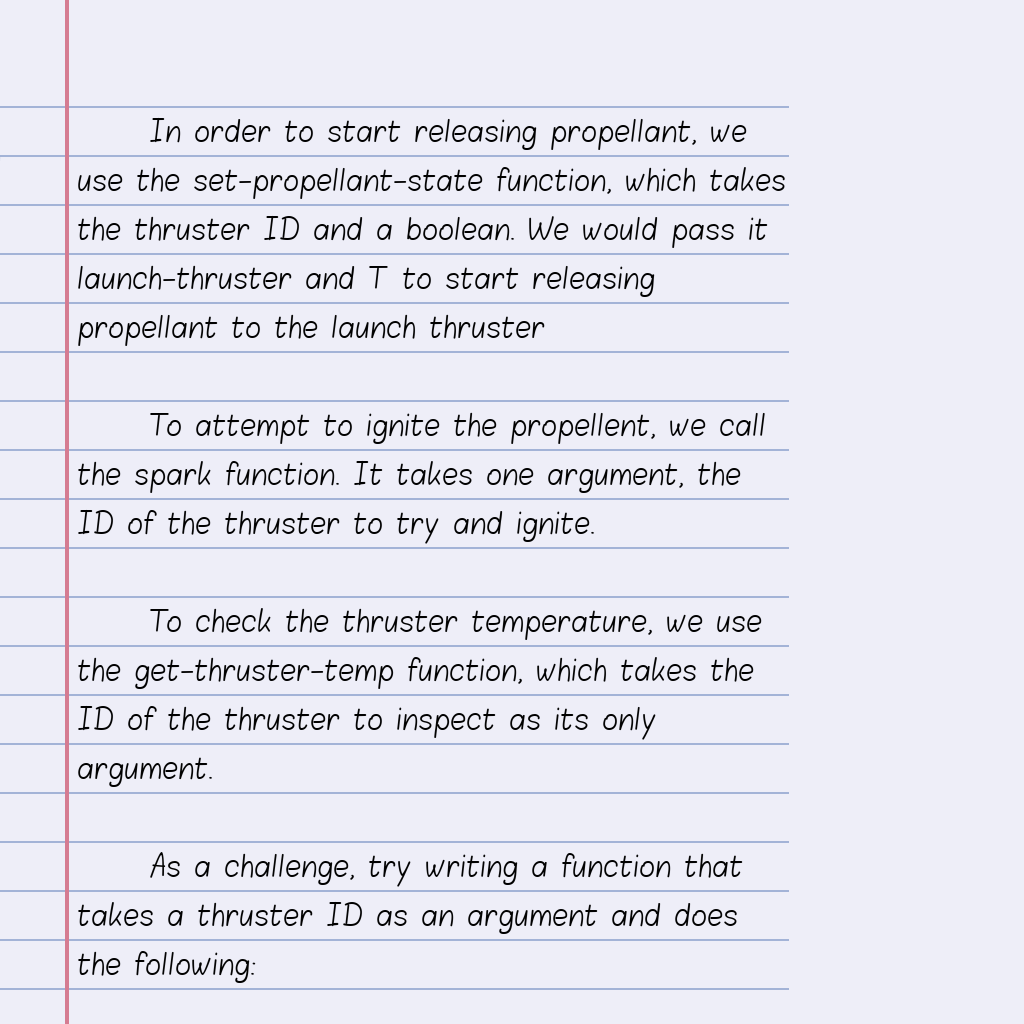 In order to start releasing propellant, we
use the set-propellant-state function, which takes
the thruster ID and a boolean. We would pass it
launch-thruster and T to start releasing
propellant to the launch thruster
To attempt to ignite the propellent, we call
the spark function. It takes one argument, the
ID of the thruster to try and ignite.
To check the thruster temperature, we use
the get-thruster-temp function, which takes the
ID of the thruster to inspect as its only
argument.
As a challenge, try writing a function that
takes a thruster ID as an argument and does
the following: